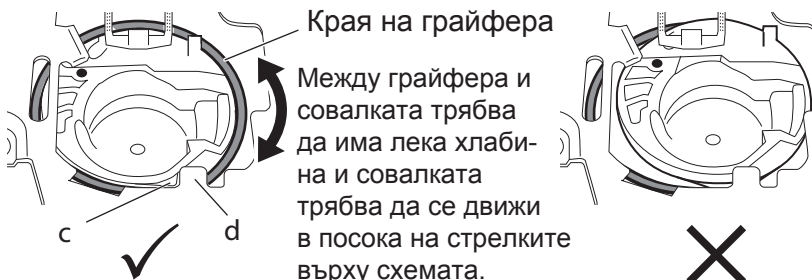 Края на грайфера
Между грайфера и
совалката трябва
да има лека хлаби-
на и совалката
трябва да се движи
в посока на стрелките
върху схемата.
c
d